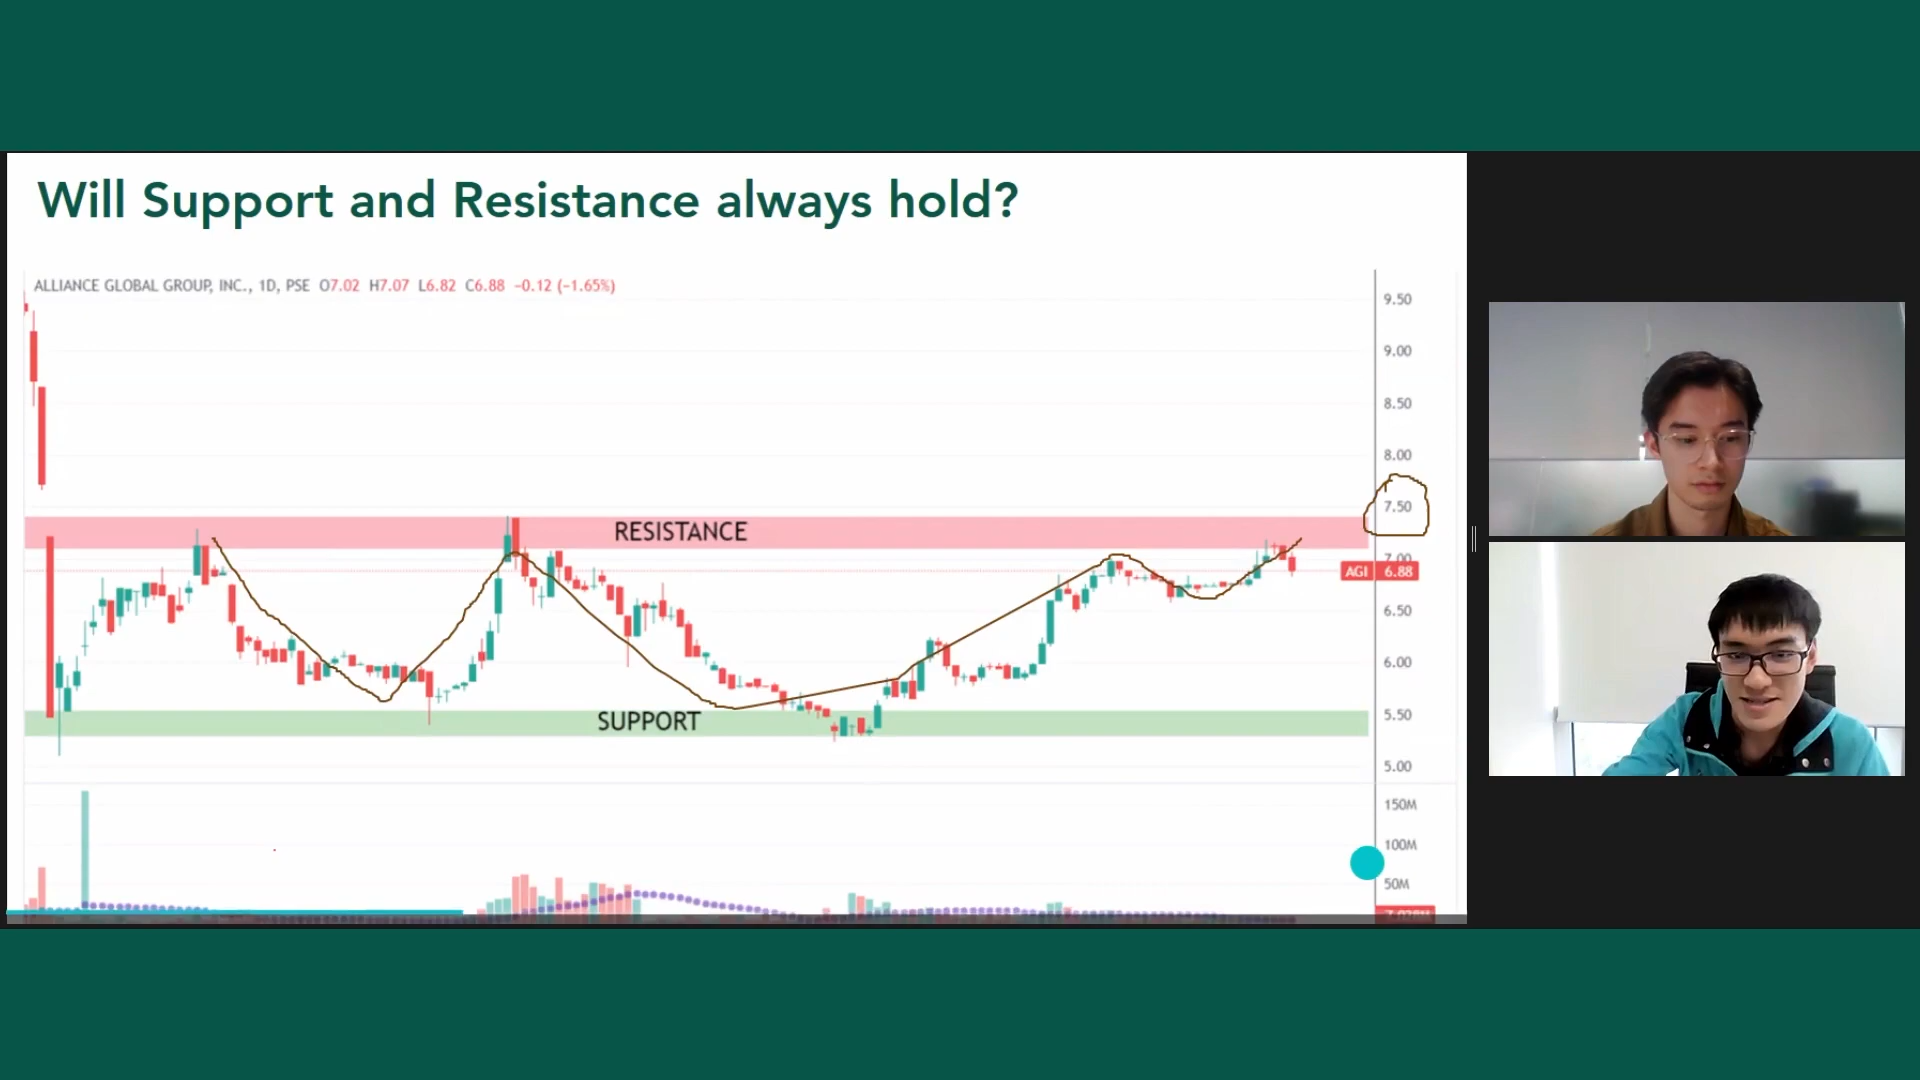 Will Support and Resistance always hold?
ALLIANCE GLOBAL GROUP, INC., 1D, PSE O7.02 H7.07 L6.82 C6.88 −0.12 (−1.65%)
9.50
9.00
8.50
8.00
7.50
RESISTANCE
7.00
AGI 6.88
6.50
6.00
SUPPORT
5.50
5.00
150M
100M
50M